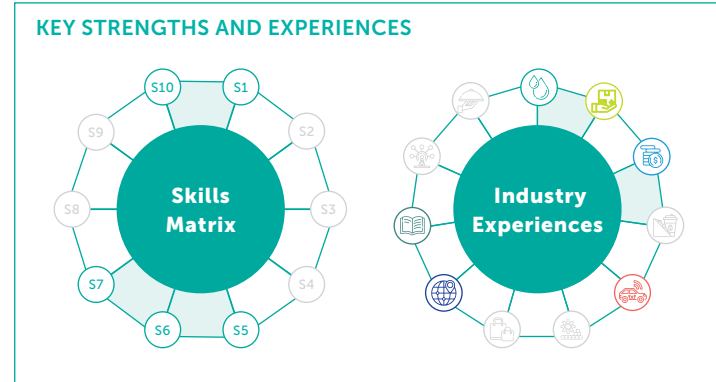 KEY STRENGTHS AND EXPERIENCES
S10
S1
S9
S2
S8
Skills
Matrix
S3
S7
S4
S6
S5
Industry
Experiences